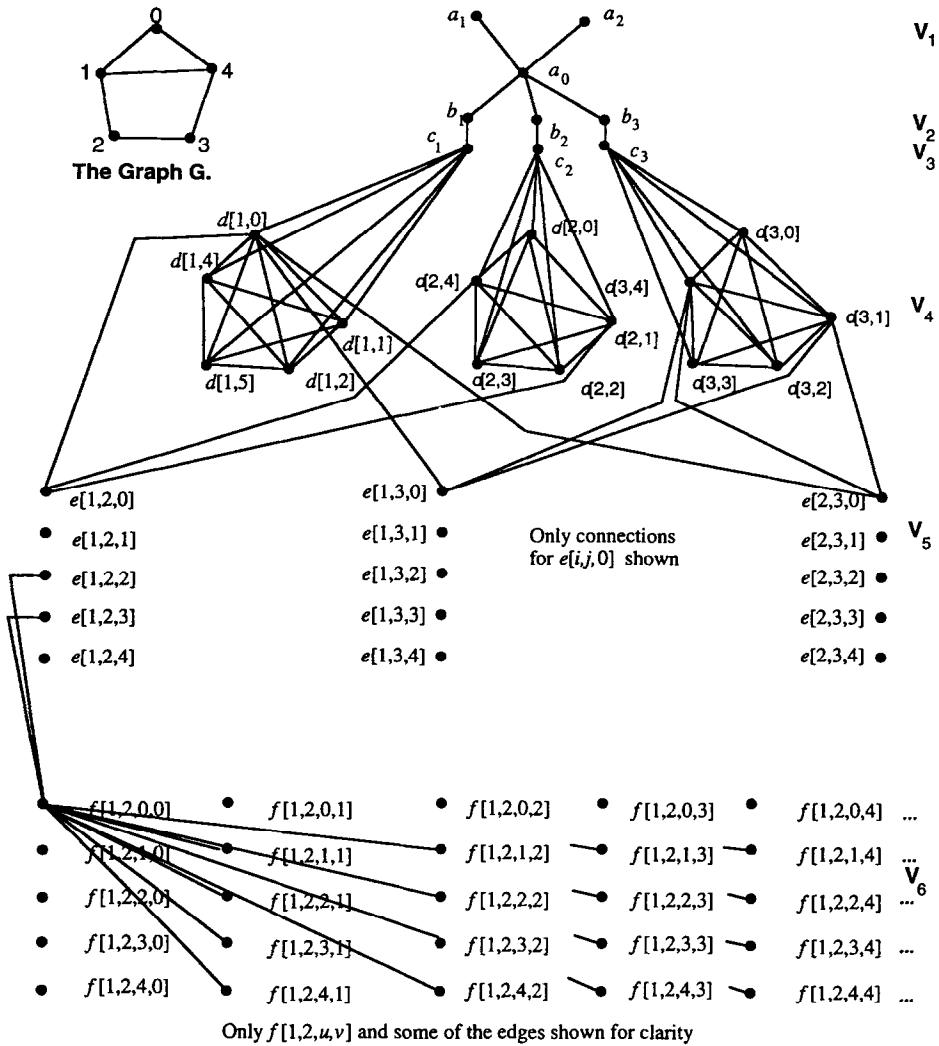 0
a1 a2 V1
1 4
a0
b1 b2 b3 V2
2 3
c1 c2 c3 V3
The Graph G.
d[1,0] d[2,0] d[3,0]
d[1,4] d[2,4] d[3,4]
d[1,1] d[2,1] d[3,1] V4
d[1,5] d[1,2] d[2,3] d[2,2] d[3,3] d[3,2]
e[1,2,0] e[1,3,0] e[2,3,0]
e[1,2,1] e[1,3,1] Only connections e[2,3,1] V5
for e[i,j,0] shown
e[1,2,2] e[1,3,2] e[2,3,2]
e[1,2,3] e[1,3,3] e[2,3,3]
e[1,2,4] e[1,3,4] e[2,3,4]
f[1,2,0,0] f[1,2,0,1] f[1,2,0,2] f[1,2,0,3] f[1,2,0,4] ...
f[1,2,1,0] f[1,2,1,1] f[1,2,1,2] f[1,2,1,3] f[1,2,1,4] ...
V6
f[1,2,2,0] f[1,2,2,1] f[1,2,2,2] f[1,2,2,3] f[1,2,2,4] ...
f[1,2,3,0] f[1,2,3,1] f[1,2,3,2] f[1,2,3,3] f[1,2,3,4] ...
f[1,2,4,0] f[1,2,4,1] f[1,2,4,2] f[1,2,4,3] f[1,2,4,4] ...
Only f[1,2,u,v] and some of the edges shown for clarity